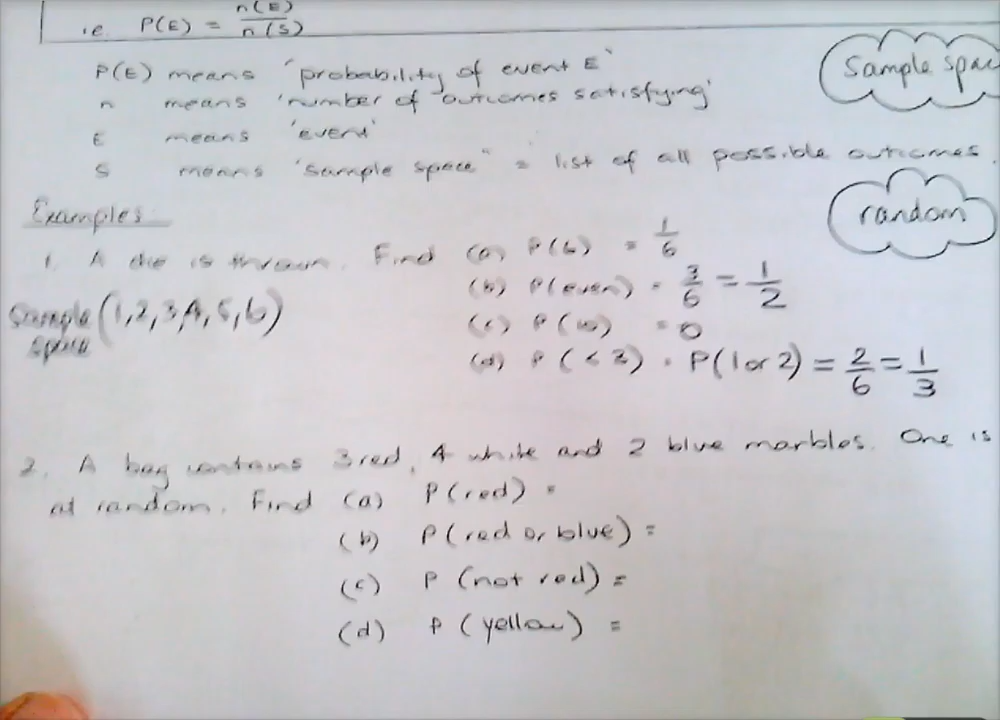 i.e. P(E) = n(E)/n(S)
P(E) means 'probability of event E'
n means 'number of outcomes satisfying'
E means 'event'
S means 'sample space' = list of all possible outcomes.
Sample spac
random
Examples:
1. A die is thrown. Find (a) P(6) = 1/6
(b) P(even) = 3/6 = 1/2
Sample space (1,2,3,4,5,6)
(c) P(10) = 0
(d) P(<3) = P(1 or 2) = 2/6 = 1/3
2. A bag contains 3 red, 4 white and 2 blue marbles. One is
at random. Find (a) P(red) =
(b) P(red or blue) =
(c) P(not red) =
(d) P(yellow) =